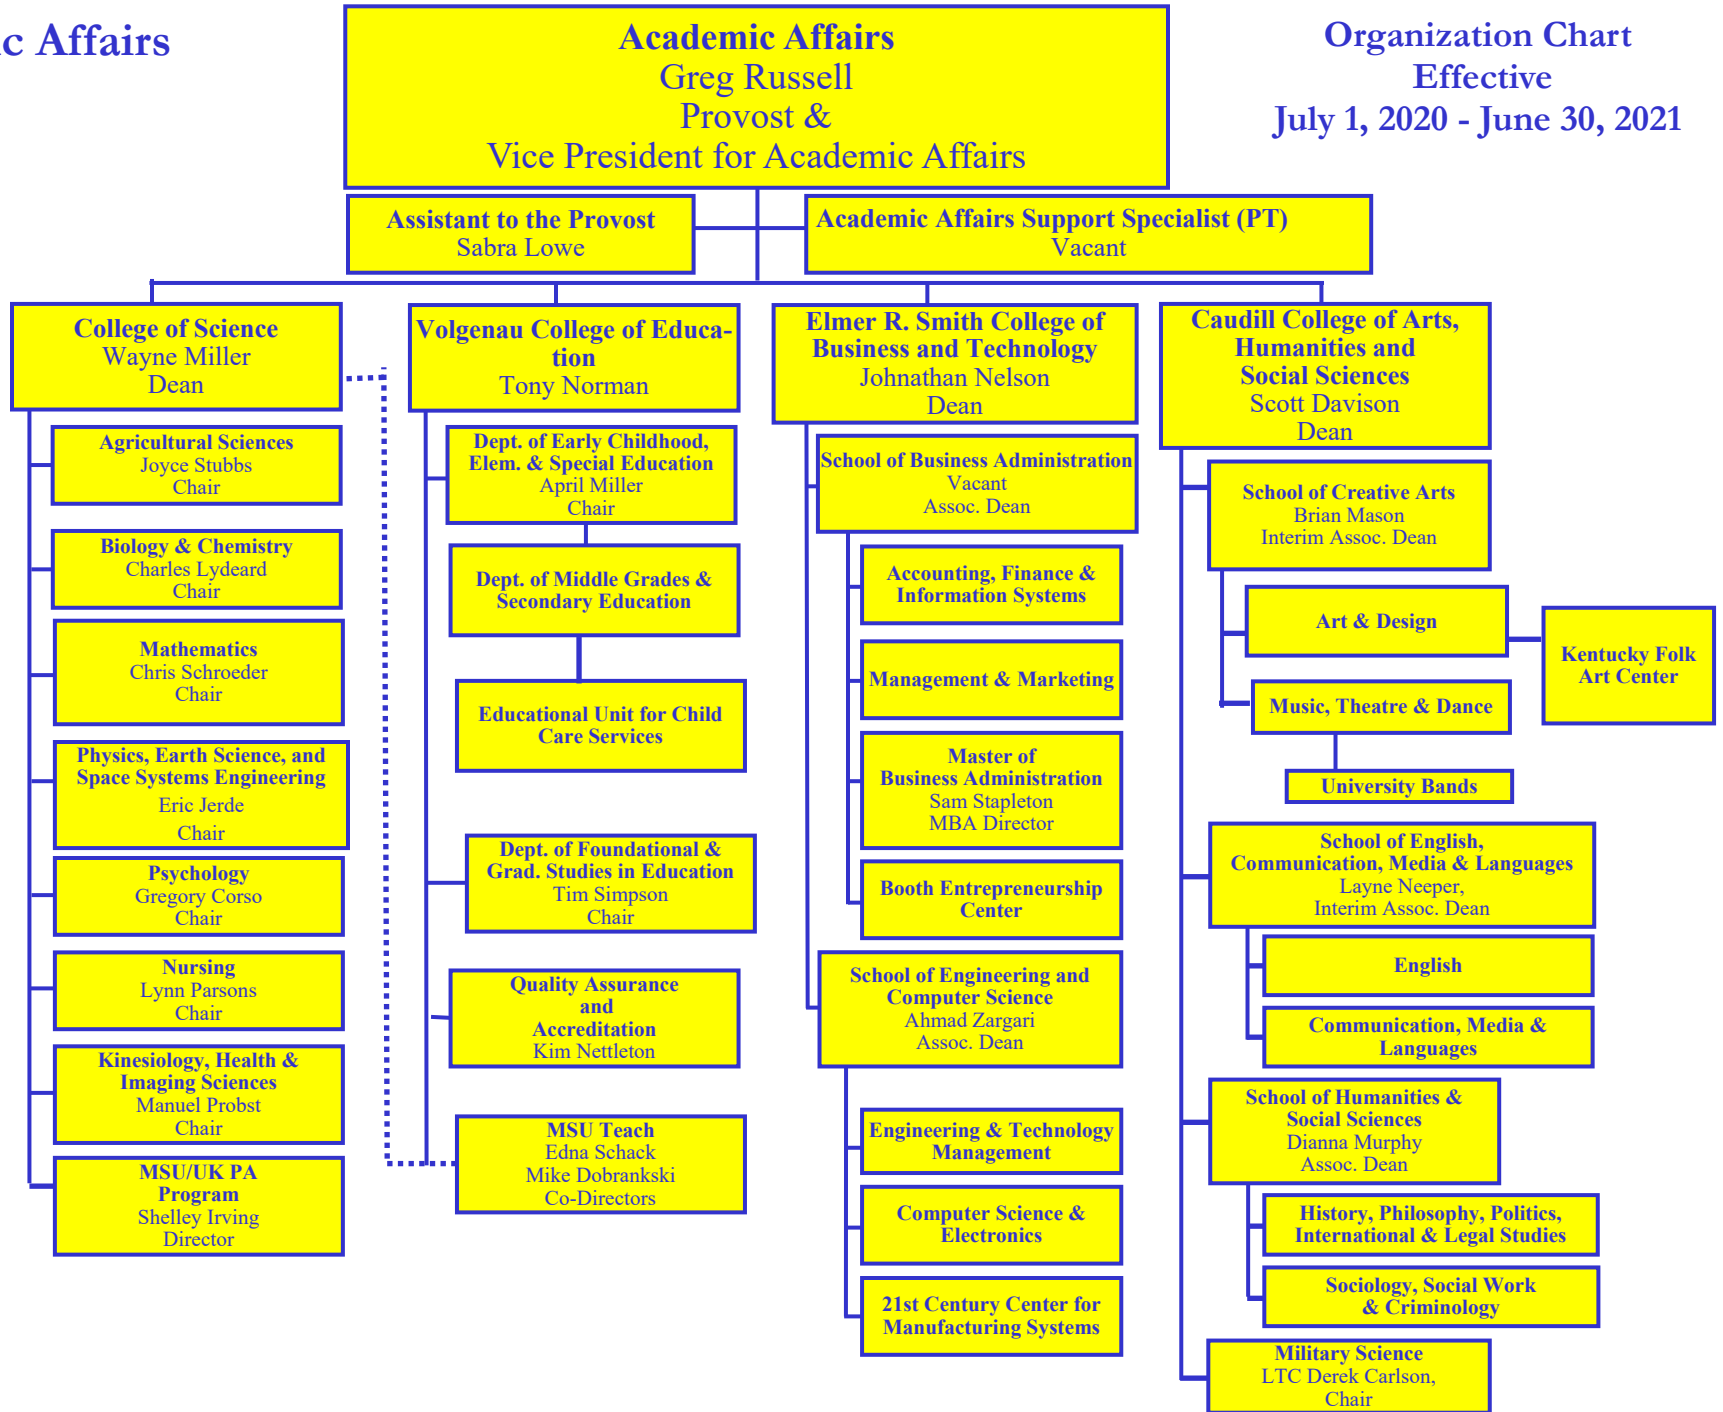 c Affairs
Academic Affairs
Greg Russell
Provost &
Vice President for Academic Affairs
Organization Chart
Effective
July 1, 2020 - June 30, 2021
Assistant to the Provost
Sabra Lowe
Academic Affairs Support Specialist (PT)
Vacant
College of Science
Wayne Miller
Dean
Agricultural Sciences
Joyce Stubbs
Chair
Biology & Chemistry
Charles Lydeard
Chair
Mathematics
Chris Schroeder
Chair
Physics, Earth Science, and
Space Systems Engineering
Eric Jerde
Chair
Psychology
Gregory Corso
Chair
Nursing
Lynn Parsons
Chair
Kinesiology, Health &
Imaging Sciences
Manuel Probst
Chair
MSU/UK PA
Program
Shelley Irving
Director
Volgenau College of Educa-
tion
Tony Norman
Dept. of Early Childhood,
Elem. & Special Education
April Miller
Chair
Dept. of Middle Grades &
Secondary Education
Educational Unit for Child
Care Services
Dept. of Foundational &
Grad. Studies in Education
Tim Simpson
Chair
Quality Assurance
and
Accreditation
Kim Nettleton
MSU Teach
Edna Schack
Mike Dobrankski
Co-Directors
Elmer R. Smith College of
Business and Technology
Johnathan Nelson
Dean
School of Business Administration
Vacant
Assoc. Dean
Accounting, Finance &
Information Systems
Management & Marketing
Master of
Business Administration
Sam Stapleton
MBA Director
Booth Entrepreneurship
Center
School of Engineering and
Computer Science
Ahmad Zargari
Assoc. Dean
Engineering & Technology
Management
Computer Science &
Electronics
21st Century Center for
Manufacturing Systems
Caudill College of Arts,
Humanities and
Social Sciences
Scott Davison
Dean
School of Creative Arts
Brian Mason
Interim Assoc. Dean
Art & Design
Kentucky Folk
Art Center
Music, Theatre & Dance
University Bands
School of English,
Communication, Media & Languages
Layne Neeper,
Interim Assoc. Dean
English
Communication, Media &
Languages
School of Humanities &
Social Sciences
Dianna Murphy
Assoc. Dean
History, Philosophy, Politics,
International & Legal Studies
Sociology, Social Work
& Criminology
Military Science
LTC Derek Carlson,
Chair